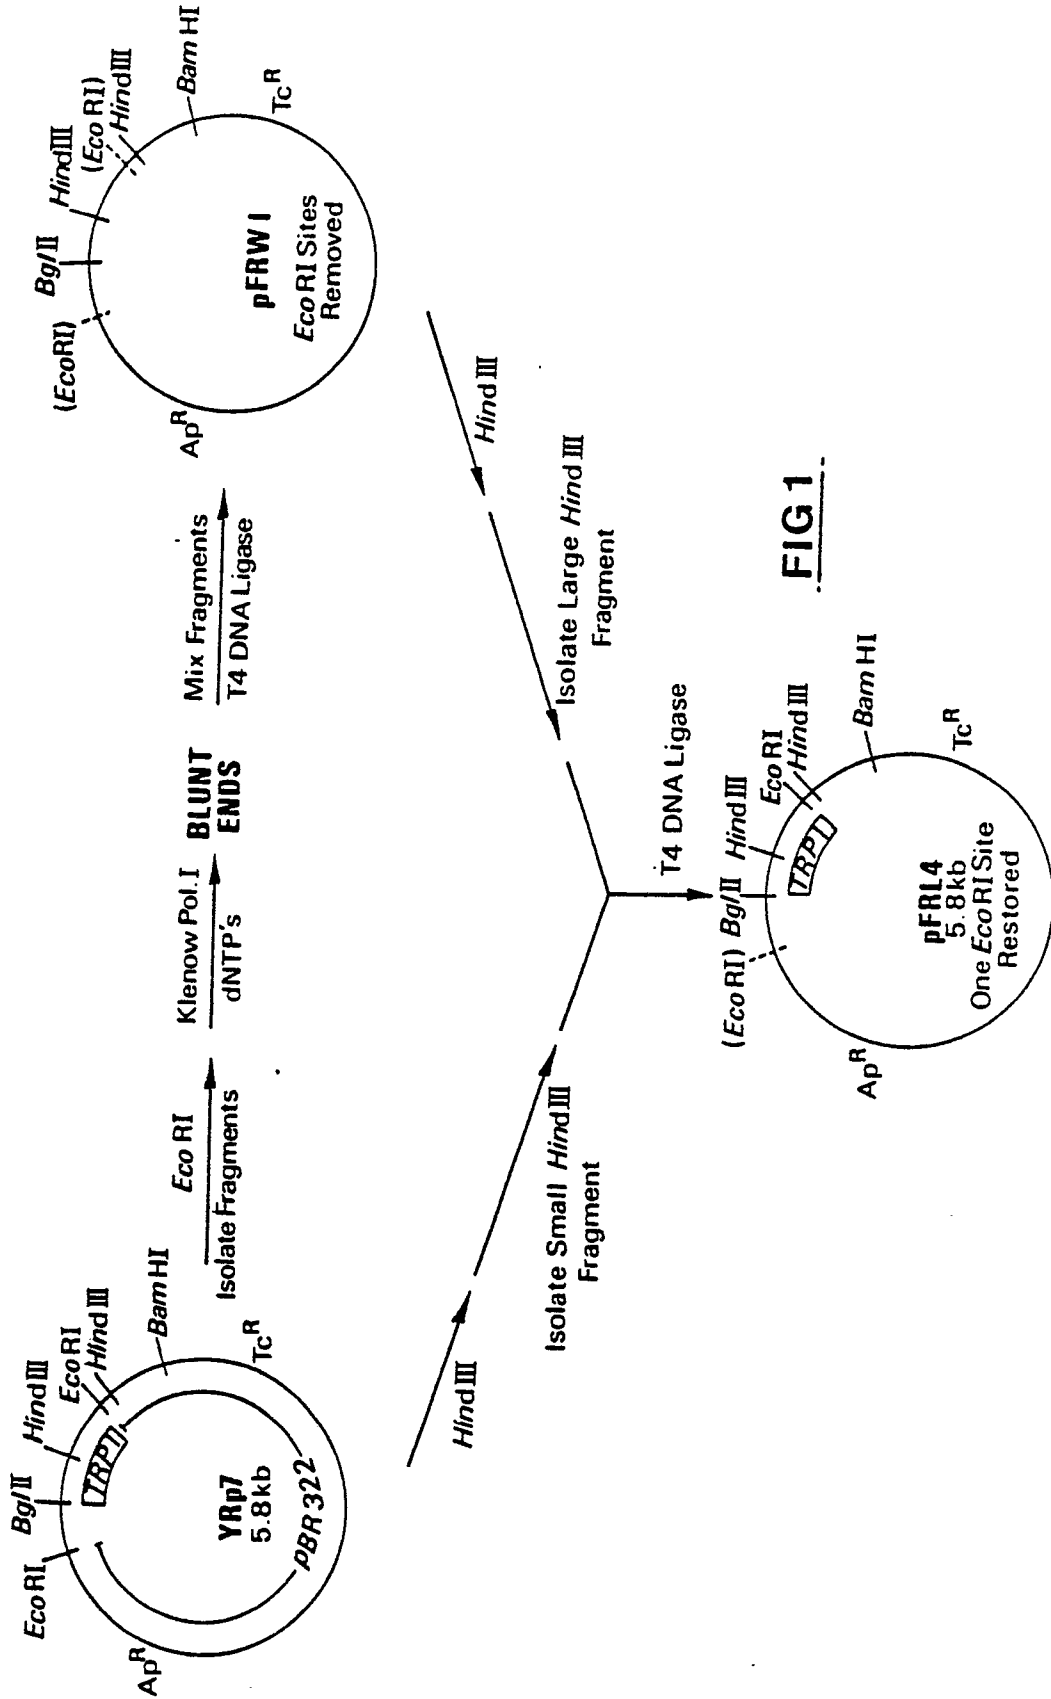 EcoRI
BglII
HindIII
EcoRI
HindIII
BamHI
TcR
ApR
TRP1
YRp7
5.8kb
pBR322
EcoRI
Isolate Fragments
Klenow Pol.I
dNTP's
BLUNT
ENDS
Mix Fragments
T4 DNA Ligase
(EcoRI)
BglII
HindIII
(EcoRI)
HindIII
BamHI
TcR
ApR
pFRW1
EcoRI Sites
Removed
HindIII
Isolate Small HindIII
Fragment
HindIII
Isolate Large HindIII
Fragment
T4 DNA Ligase
(EcoRI)
BglII
HindIII
EcoRI
HindIII
BamHI
TcR
ApR
TRP1
pFRL4
5.8kb
One EcoRI Site
Restored
FIG 1